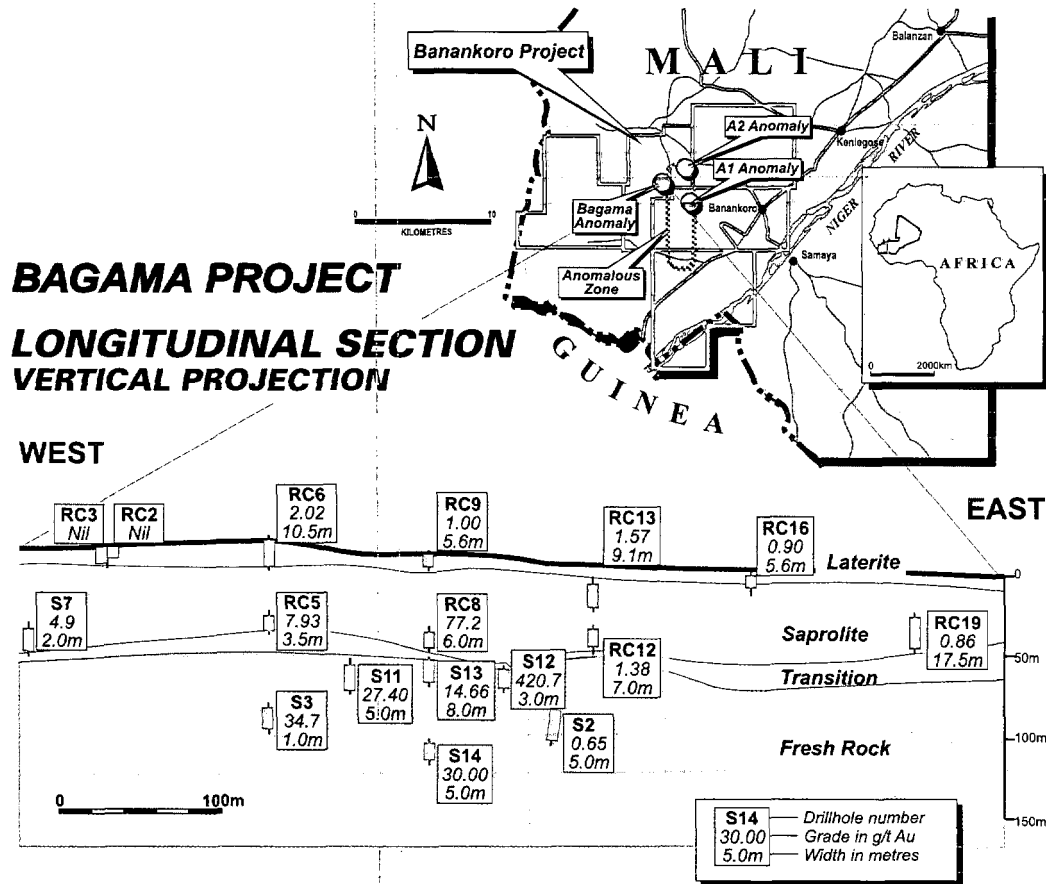 Banankoro Project
M A L I
Balanzan
N
A2 Anomaly
Keniegose
RIVER
A1 Anomaly
0
10
KILOMETRES
Bagama
Anomaly
Banankoro
NIGER
Anomalous
Zone
Samaya
AFRICA
0
2000km
GUINEA
BAGAMA PROJECT
LONGITUDINAL SECTION
VERTICAL PROJECTION
WEST
EAST
RC3
Nil
RC2
Nil
RC6
2.02
10.5m
RC9
1.00
5.6m
RC13
1.57
9.1m
RC16
0.90
5.6m
Laterite
0
S7
4.9
2.0m
RC5
7.93
3.5m
RC8
77.2
6.0m
Saprolite
RC19
0.86
17.5m
RC12
1.38
7.0m
50m
Transition
S11
27.40
5.0m
S13
14.66
8.0m
S12
420.7
3.0m
S3
34.7
1.0m
S2
0.65
5.0m
100m
Fresh Rock
S14
30.00
5.0m
0
100m
150m
S14
30.00
5.0m
Drillhole number
Grade in g/t Au
Width in metres